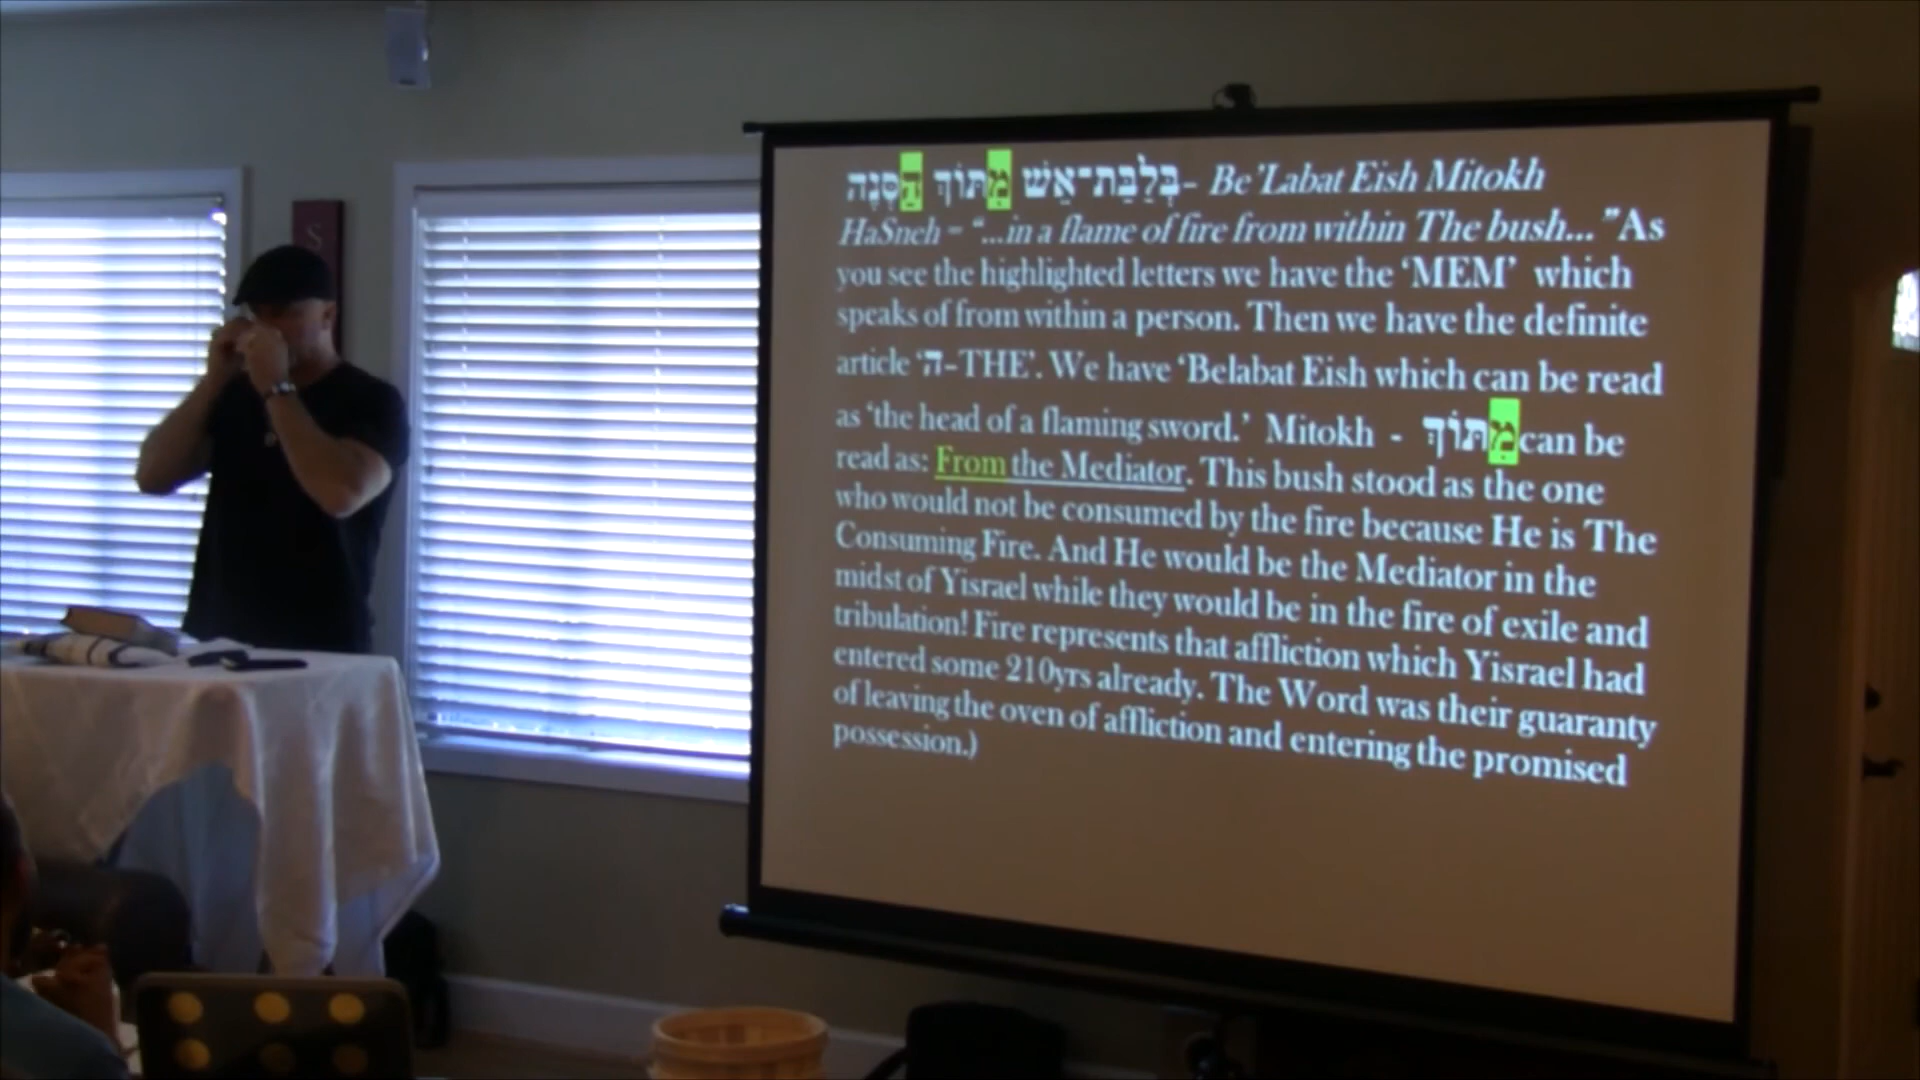 בְּלַבַּת־אֵשׁ מִתּוֹךְ הַסְּנֶה – Be'Labat Eish Mitokh
HaSneh – “...in a flame of fire from within The bush... ”As
you see the highlighted letters we have the ‘MEM’ which
speaks of from within a person. Then we have the definite
article ‘ה-THE’. We have ‘Belabat Eish which can be read
as ‘the head of a flaming sword.’ Mitokh - מִתּוֹךְ can be
read as: From the Mediator. This bush stood as the one
who would not be consumed by the fire because He is The
Consuming Fire. And He would be the Mediator in the
midst of Yisrael while they would be in the fire of exile and
tribulation! Fire represents that affliction which Yisrael had
entered some 210yrs already. The Word was their guaranty
of leaving the oven of affliction and entering the promised
possession.)
S